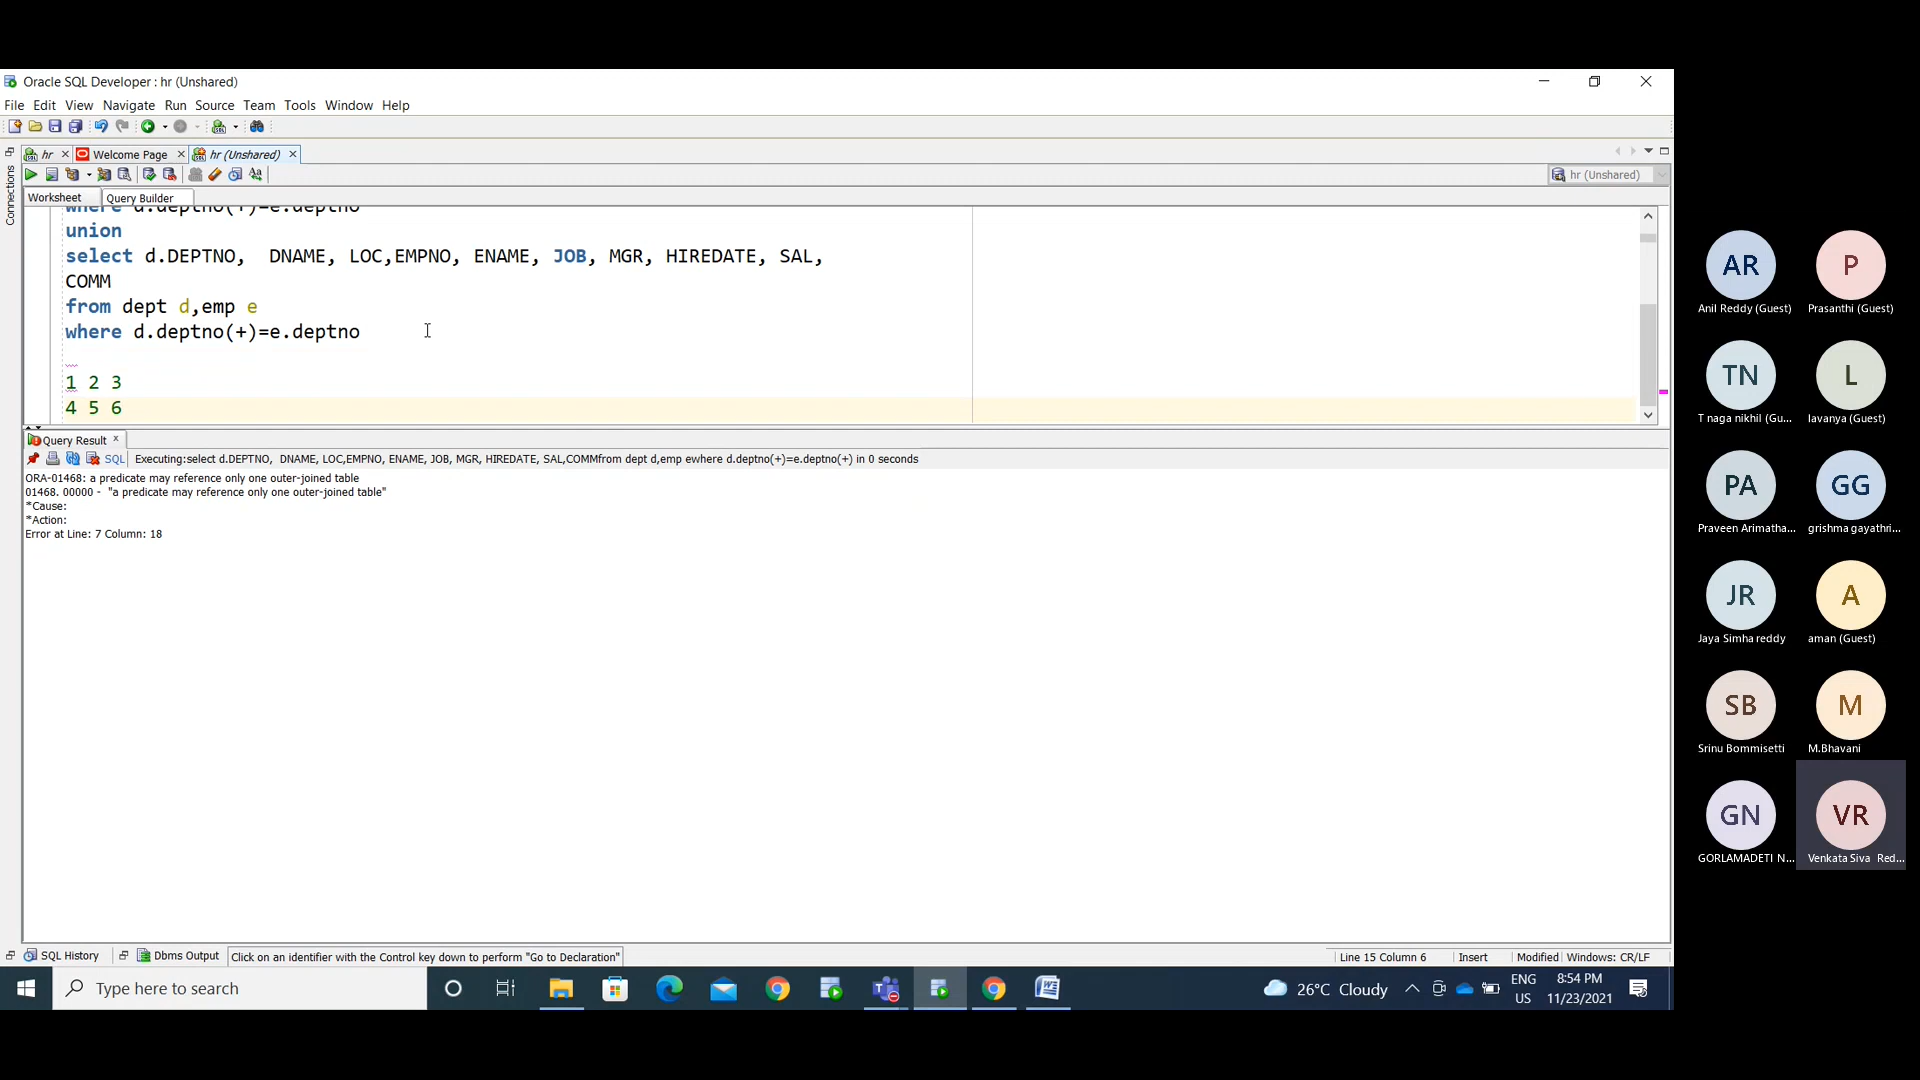 Oracle SQL Developer : hr (Unshared)
File Edit View Navigate Run Source Team Tools Window Help
hr Welcome Page hr (Unshared)
hr (Unshared)
Connections
Worksheet Query Builder
where d.deptno(+)=e.deptno
union
select d.DEPTNO, DNAME, LOC,EMPNO, ENAME, JOB, MGR, HIREDATE, SAL,
COMM
from dept d,emp e
where d.deptno(+)=e.deptno
1 2 3
4 5 6
Query Result
SQL Executing:select d.DEPTNO, DNAME, LOC,EMPNO, ENAME, JOB, MGR, HIREDATE, SAL,COMMfrom dept d,emp ewhere d.deptno(+)=e.deptno(+) in 0 seconds
ORA-01468: a predicate may reference only one outer-joined table
01468. 00000 - "a predicate may reference only one outer-joined table"
*Cause:
*Action:
Error at Line: 7 Column: 18
SQL History Dbms Output Click on an identifier with the Control key down to perform "Go to Declaration"
Line 15 Column 6 Insert Modified Windows: CR/LF
Type here to search
26°C Cloudy
ENG
US
8:54 PM
11/23/2021
AR P
Anil Reddy (Guest) Prasanthi (Guest)
TN L
T naga nikhil (Gu... lavanya (Guest)
PA GG
Praveen Arimatha... grishma gayathri...
JR A
Jaya Simha reddy aman (Guest)
SB M
Srinu Bommisetti M.Bhavani
GN VR
GORLAMADETI N... Venkata Siva Red...